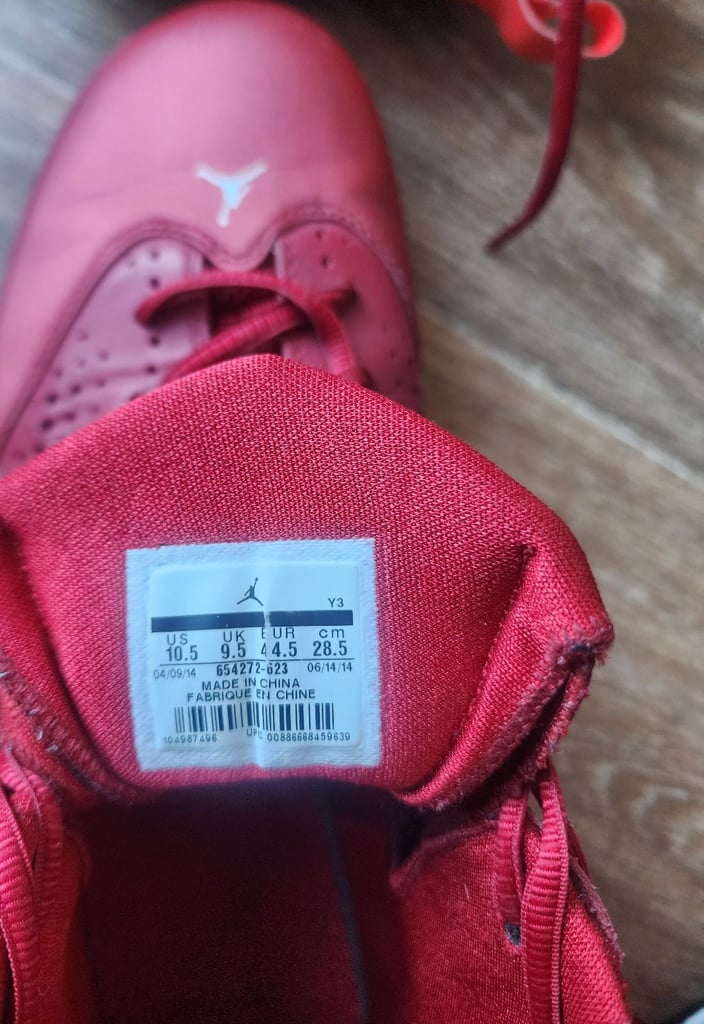 Y3
US UK EUR cm
10.5 9.5 44.5 28.5
04/09/14 654272-623 06/14/14
MADE IN CHINA
FABRIQUE EN CHINE
104987496 UPC 00886668459639